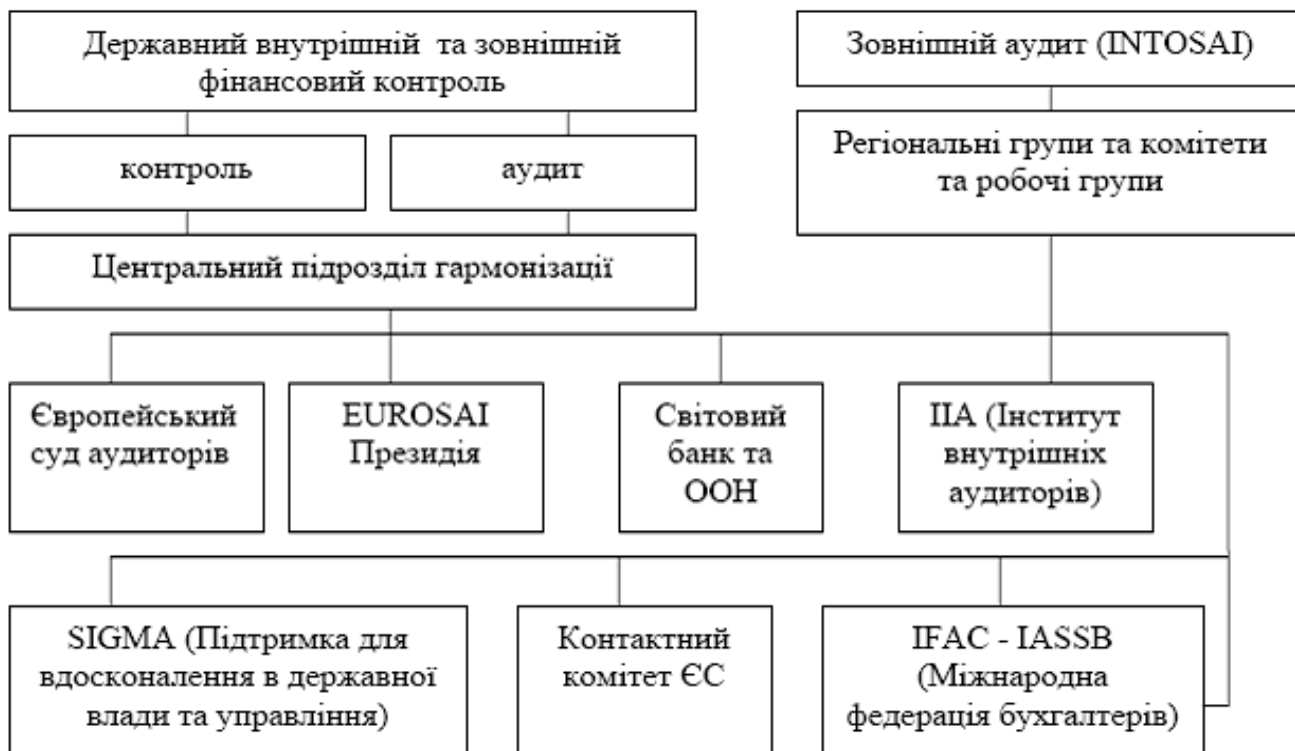 Державний внутрішній та зовнішній
фінансовий контроль
Зовнішній аудит (INTOSAI)
контроль
аудит
Регіональні групи та комітети
та робочі групи
Центральний підрозділ гармонізації
Європейський
суд аудиторів
EUROSAI
Президія
Світовий
банк та
ООН
IIA (Інститут
внутрішніх
аудиторів)
SIGMA (Підтримка для
вдосконалення в державної
влади та управління)
Контактний
комітет ЄС
IFAC - IASSB
(Міжнародна
федерація бухгалтерів)